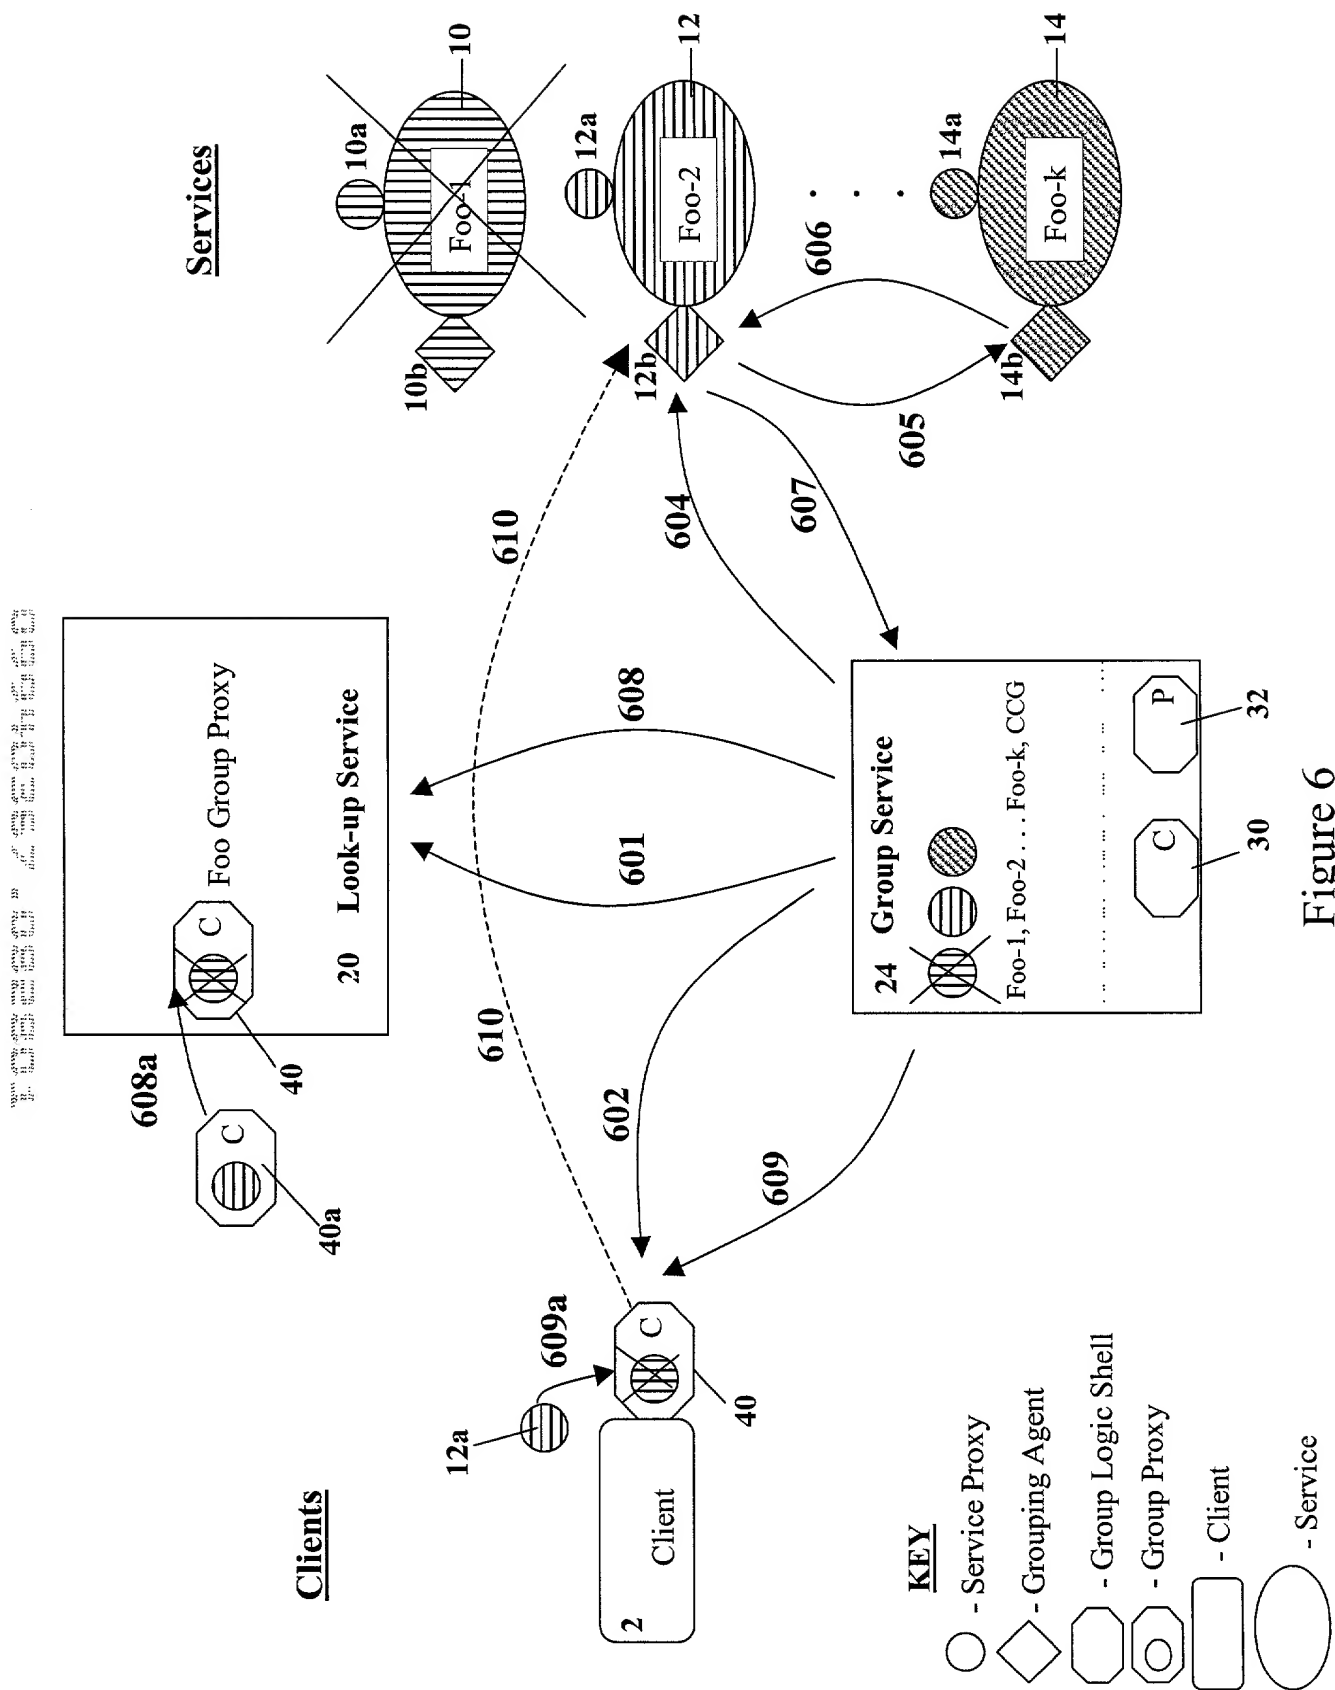 Services
10
10a
Foo-1
10b
12
12a
Foo-2
12b
14
14a
Foo-k
14b
606
605
604
607
610
610
Foo Group Proxy
C
20 Look-up Service
40
608a
C
40a
608
601
602
609
24 Group Service
Foo-1, Foo-2 . . . Foo-k, CCG
C
P
30
32
Clients
12a
609a
C
40
2
Client
KEY
- Service Proxy
- Grouping Agent
- Group Logic Shell
- Group Proxy
- Client
- Service
Figure 6